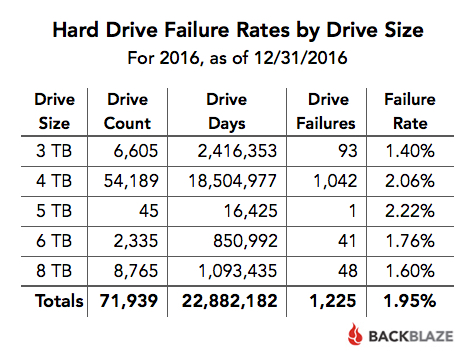 Hard Drive Failure Rates by Drive Size
For 2016, as of 12/31/2016
Drive Size Drive Count Drive Days Drive Failures Failure Rate
3 TB 6,605 2,416,353 93 1.40%
4 TB 54,189 18,504,977 1,042 2.06%
5 TB 45 16,425 1 2.22%
6 TB 2,335 850,992 41 1.76%
8 TB 8,765 1,093,435 48 1.60%
Totals 71,939 22,882,182 1,225 1.95%
BACKBLAZE